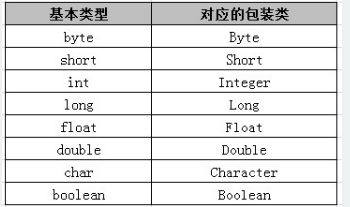 基本类型 对应的包装类
byte Byte
short Short
int Integer
long Long
float Float
double Double
char Character
boolean Boolean